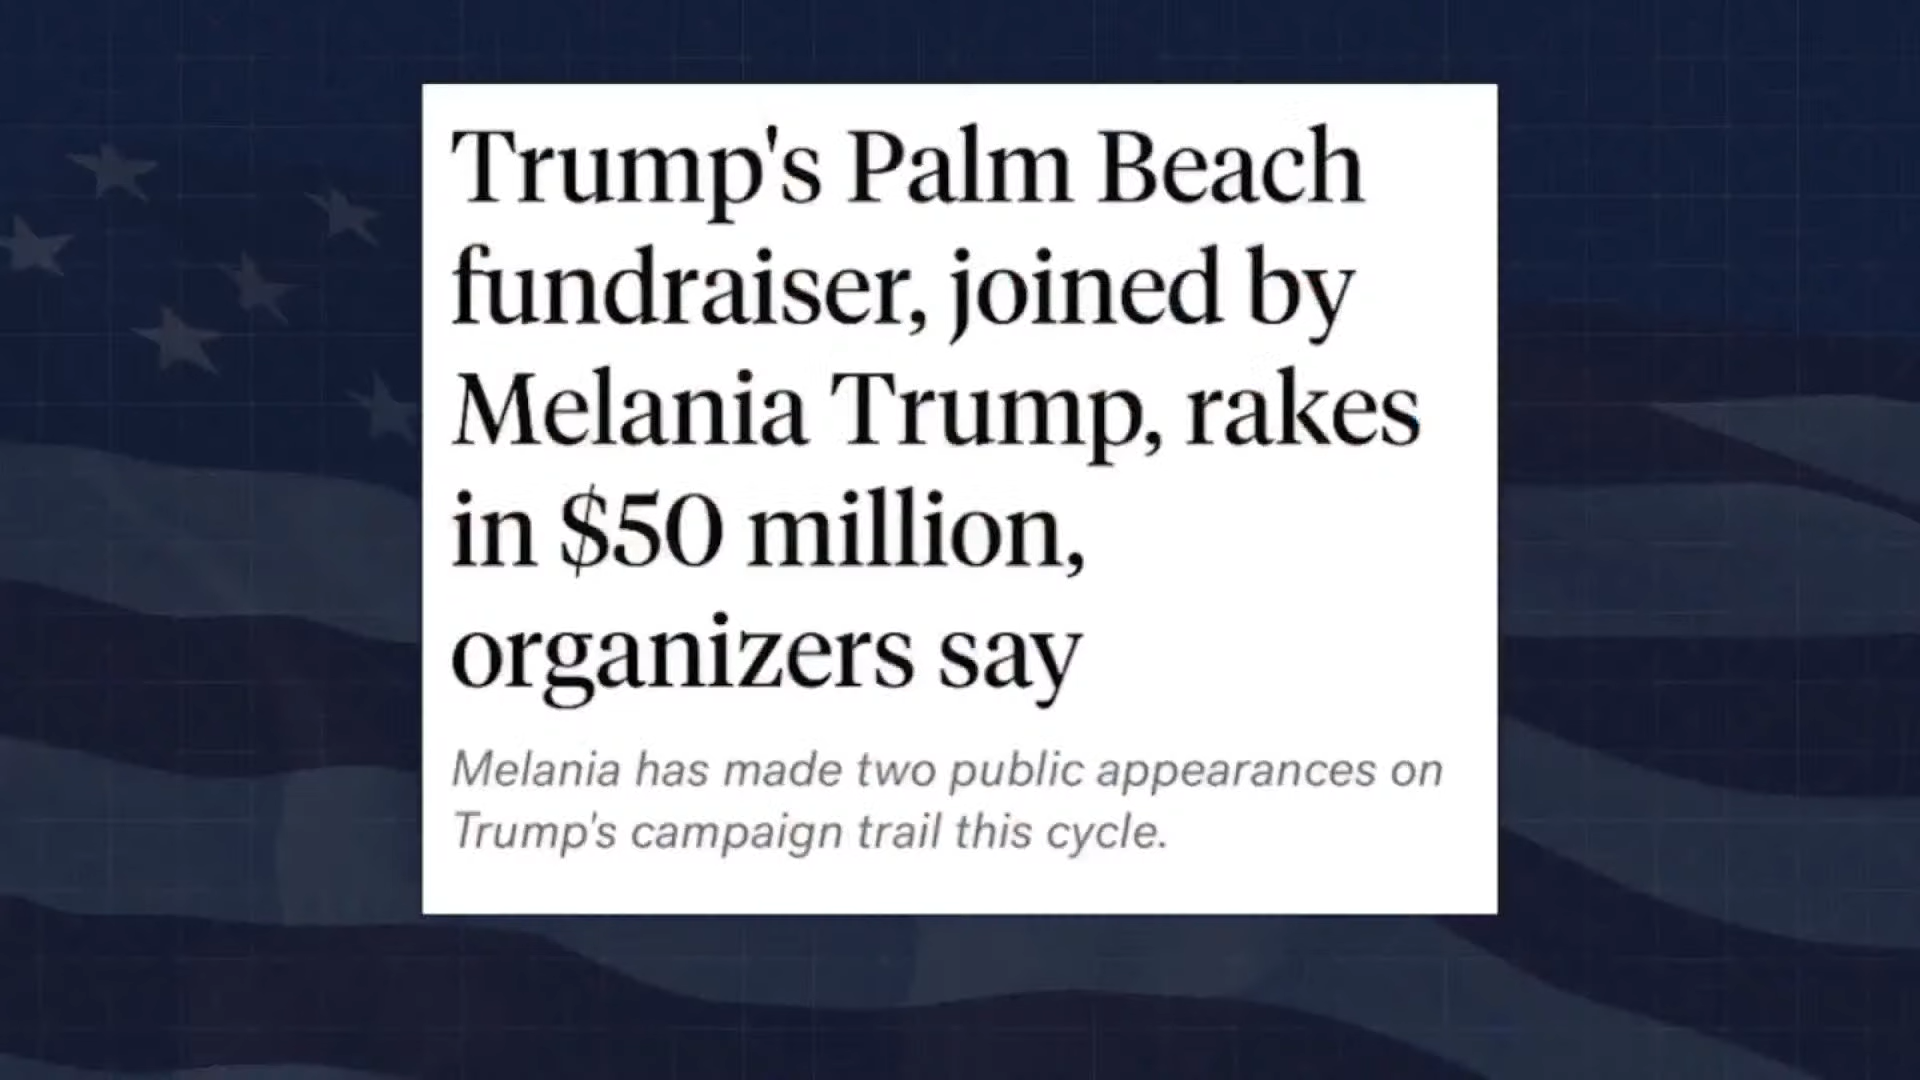 Trump's Palm Beach
fundraiser, joined by
Melania Trump, rakes
in $50 million,
organizers say
Melania has made two public appearances on
Trump's campaign trail this cycle.